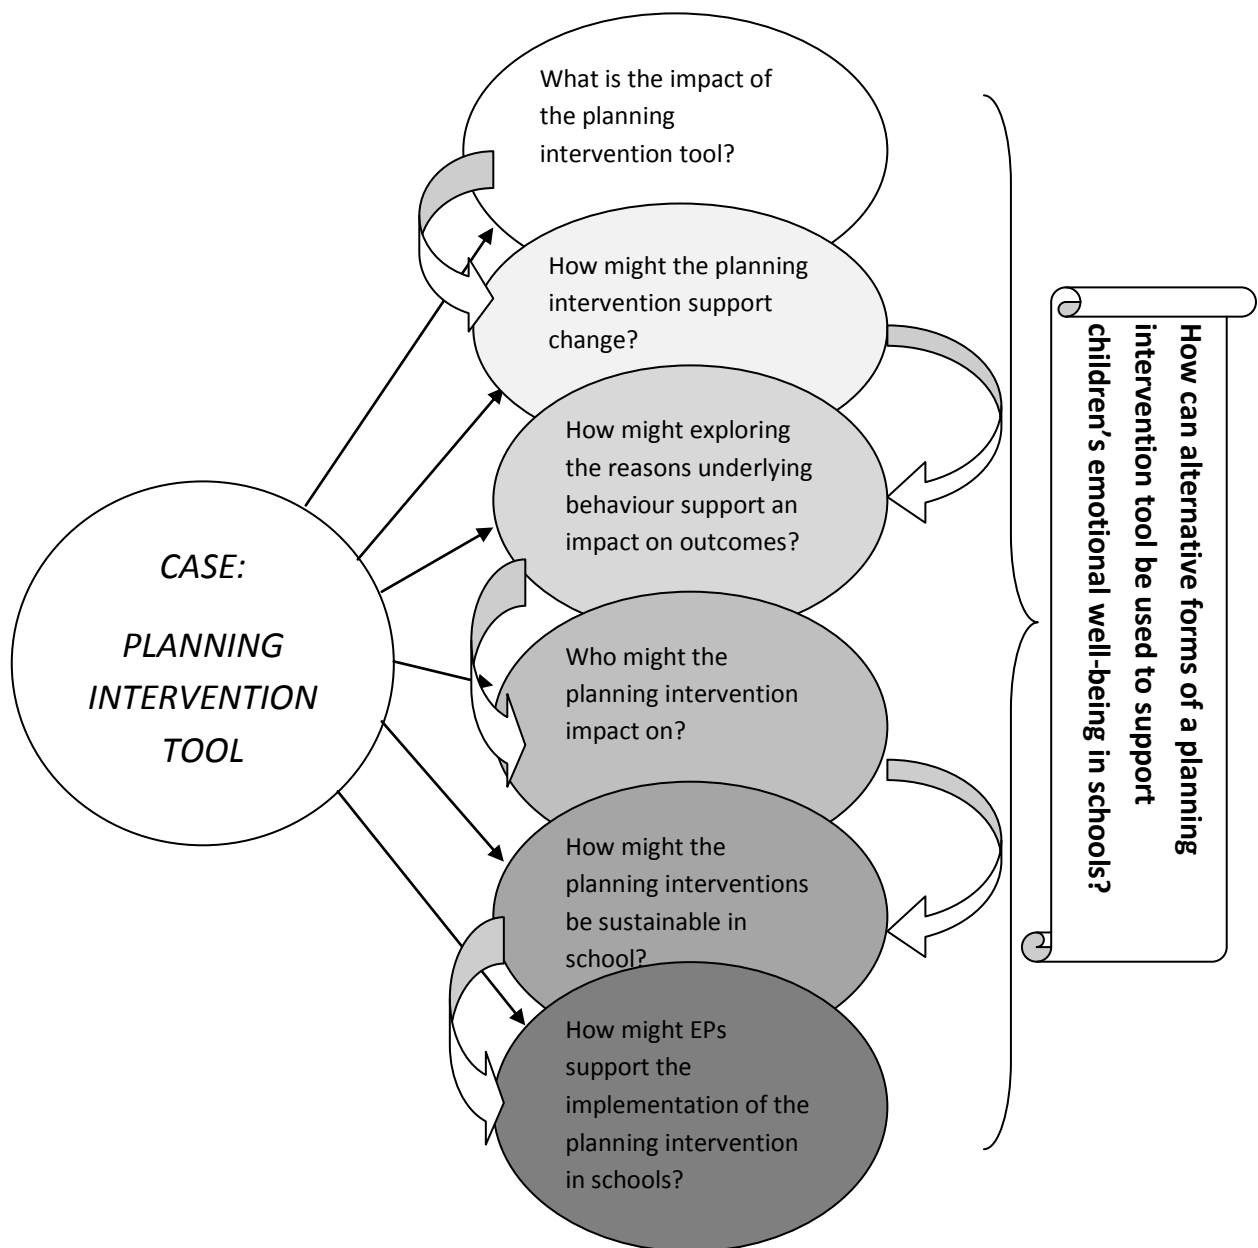 What is the impact of
the planning
intervention tool?
How might the planning
intervention support
change?
How might exploring
the reasons underlying
behaviour support an
impact on outcomes?
CASE:
PLANNING
INTERVENTION
TOOL
Who might the
planning intervention
impact on?
How might the
planning interventions
be sustainable in
school?
How might EPs
support the
implementation of the
planning intervention
in schools?
How can alternative forms of a planning
intervention tool be used to support
children’s emotional well-being in schools?